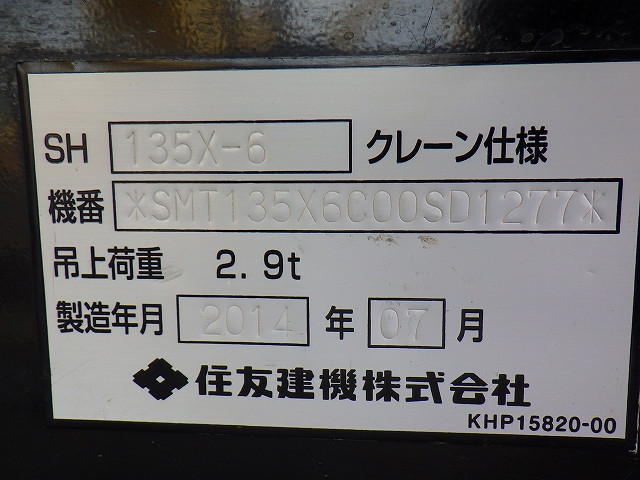 SH 135X-6 クレーン仕様
機番 *SMT135X6C00SD1277*
吊上荷重 2.9t
製造年月 2014 年 07 月
住友建機株式会社
KHP15820-00